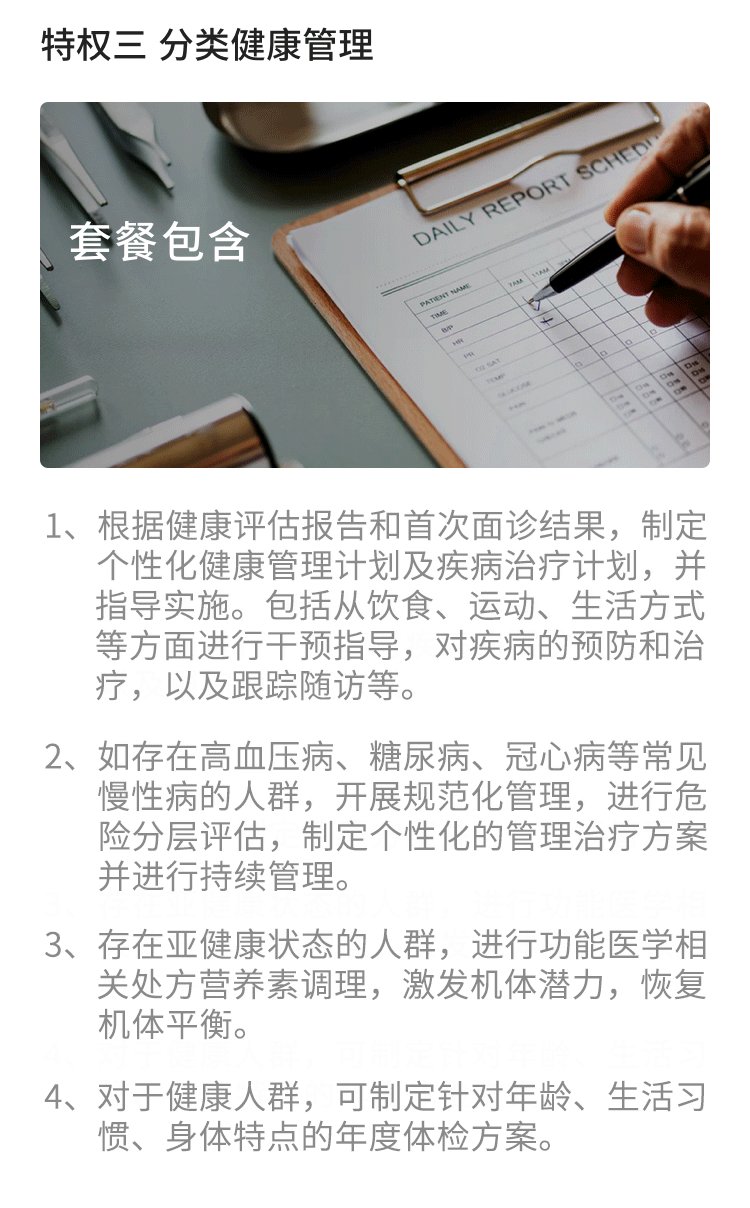 特权三 分类健康管理
套餐包含
DAILY REPORT SCHEDU
PATIENT NAME
7AM 11AM
TIME
B/P
HR
PR
O2 SAT
TEMP
GLUCOSE
PAIN
1、根据健康评估报告和首次面诊结果，制定
个性化健康管理计划及疾病治疗计划，并
指导实施。包括从饮食、运动、生活方式
等方面进行干预指导，对疾病的预防和治
疗，以及跟踪随访等。
2、如存在高血压病、糖尿病、冠心病等常见
慢性病的人群，开展规范化管理，进行危
险分层评估，制定个性化的管理治疗方案
并进行持续管理。
3、存在亚健康状态的人群，进行功能医学相
关处方营养素调理，激发机体潜力，恢复
机体平衡。
4、对于健康人群，可制定针对年龄、生活习
惯、身体特点的年度体检方案。